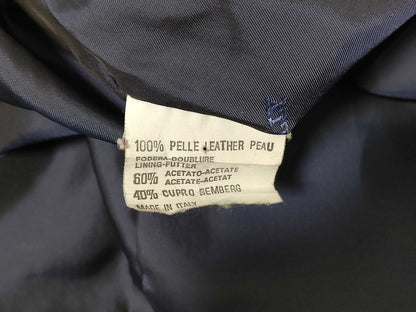 100% PELLE LEATHER PEAU
FODERA-DOUBLURE
LINING-FUTTER
60% ACETATO-ACETATE
ACETATE-ACETAT
40% CUPRO BEMBERG
MADE IN ITALY